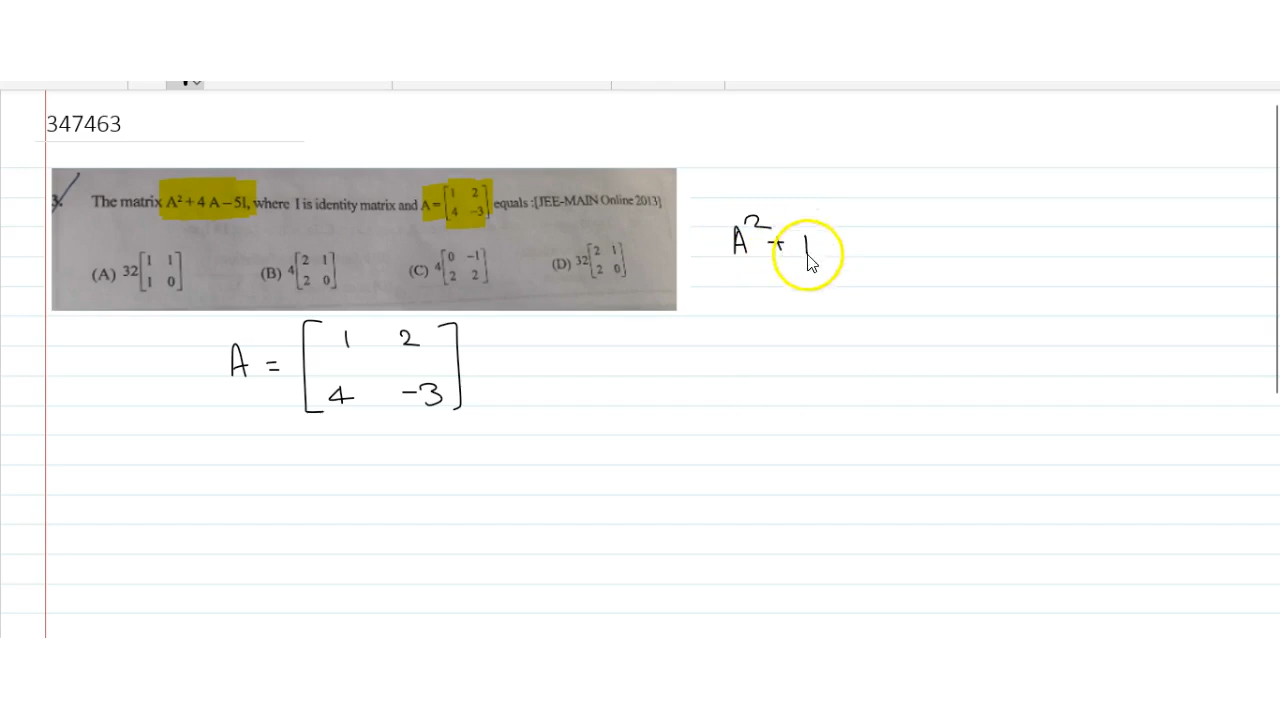 347463
3. The matrix A² + 4 A – 5I, where I is identity matrix and A = [1 2; 4 -3] equals :[JEE-MAIN Online 2013]
(A) 32[1 1; 1 0] (B) 4[2 1; 2 0] (C) 4[0 -1; 2 2] (D) 32[2 1; 2 0]
A² +
A = [1 2; 4 -3]